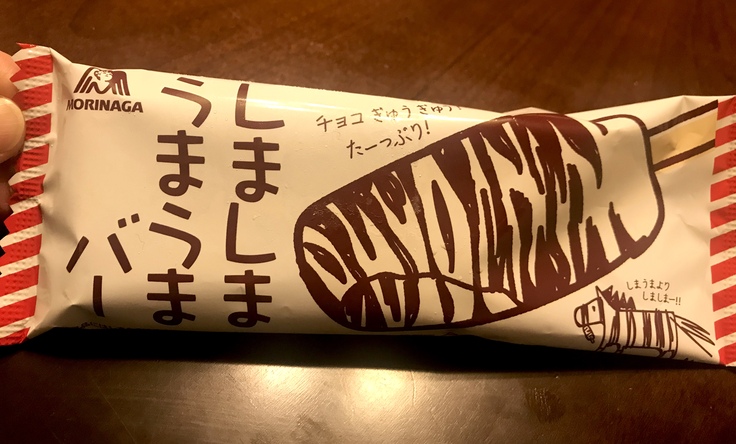 MORINAGA
しましま
うまうま
バー
チョコ ぎゅうぎゅう
たーっぷり!
しまうまより
しましまー!!